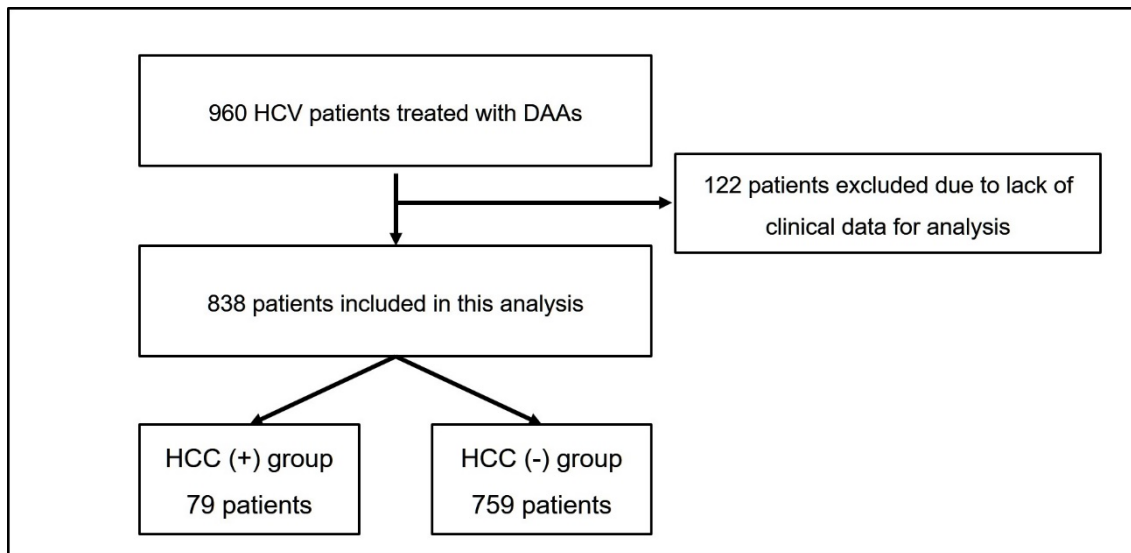 960 HCV patients treated with DAAs
122 patients excluded due to lack of
clinical data for analysis
838 patients included in this analysis
HCC (+) group
79 patients
HCC (-) group
759 patients